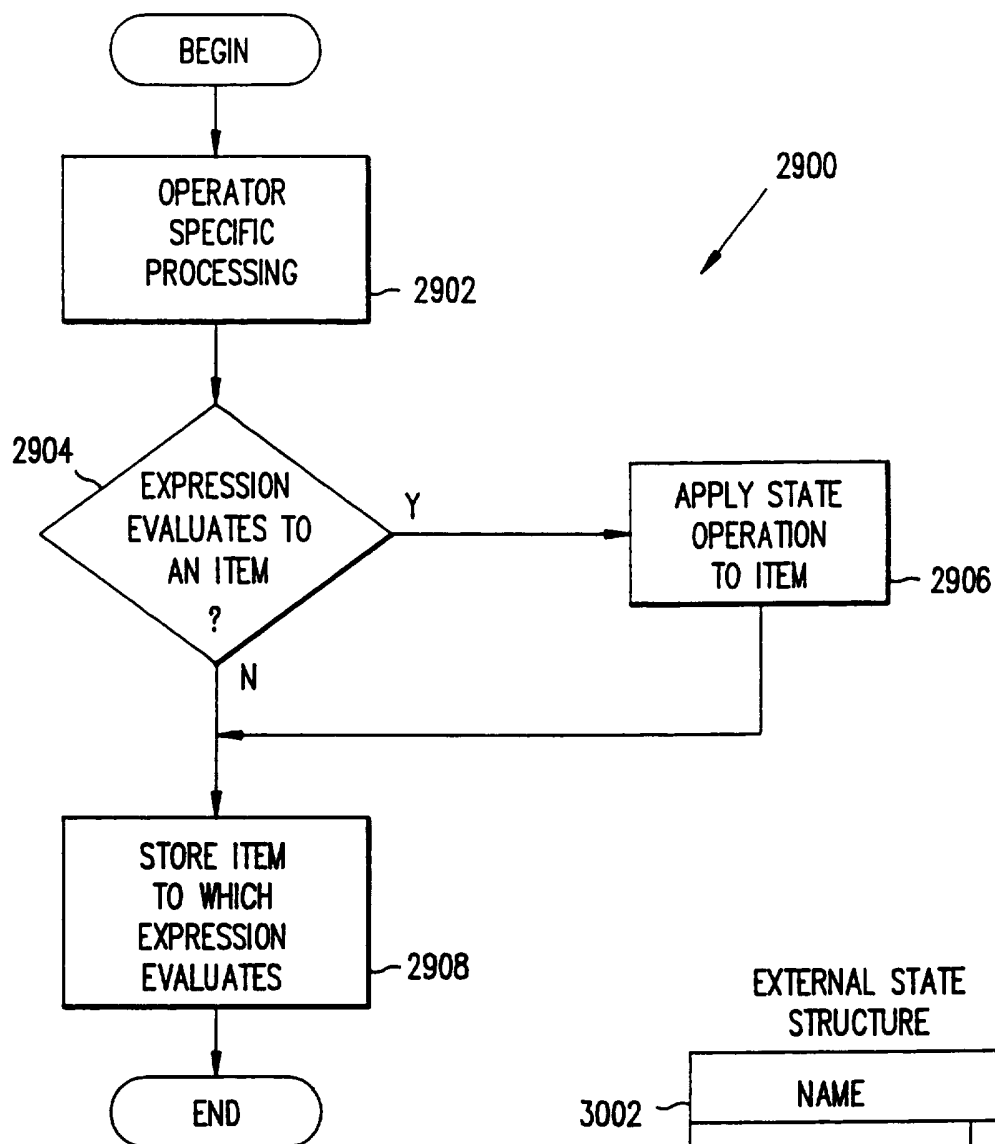 BEGIN
OPERATOR
SPECIFIC
PROCESSING
2902
2900
2904
EXPRESSION
EVALUATES TO
AN ITEM
?
Y
N
APPLY STATE
OPERATION
TO ITEM
2906
STORE ITEM
TO WHICH
EXPRESSION
EVALUATES
2908
END
EXTERNAL STATE
STRUCTURE
NAME
3002